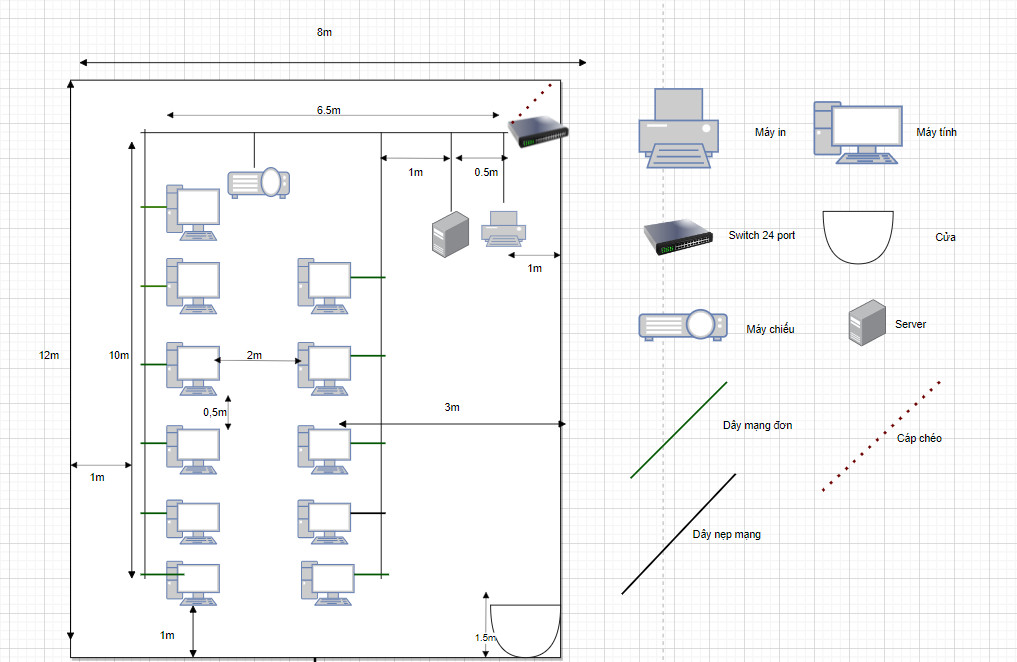 8m
6.5m
1m
0.5m
1m
12m
10m
2m
0,5m
3m
1m
1m
1.5m
Máy in
Máy tính
Switch 24 port
Cửa
Máy chiếu
Server
Dây mạng đơn
Cáp chéo
Dây nẹp mạng